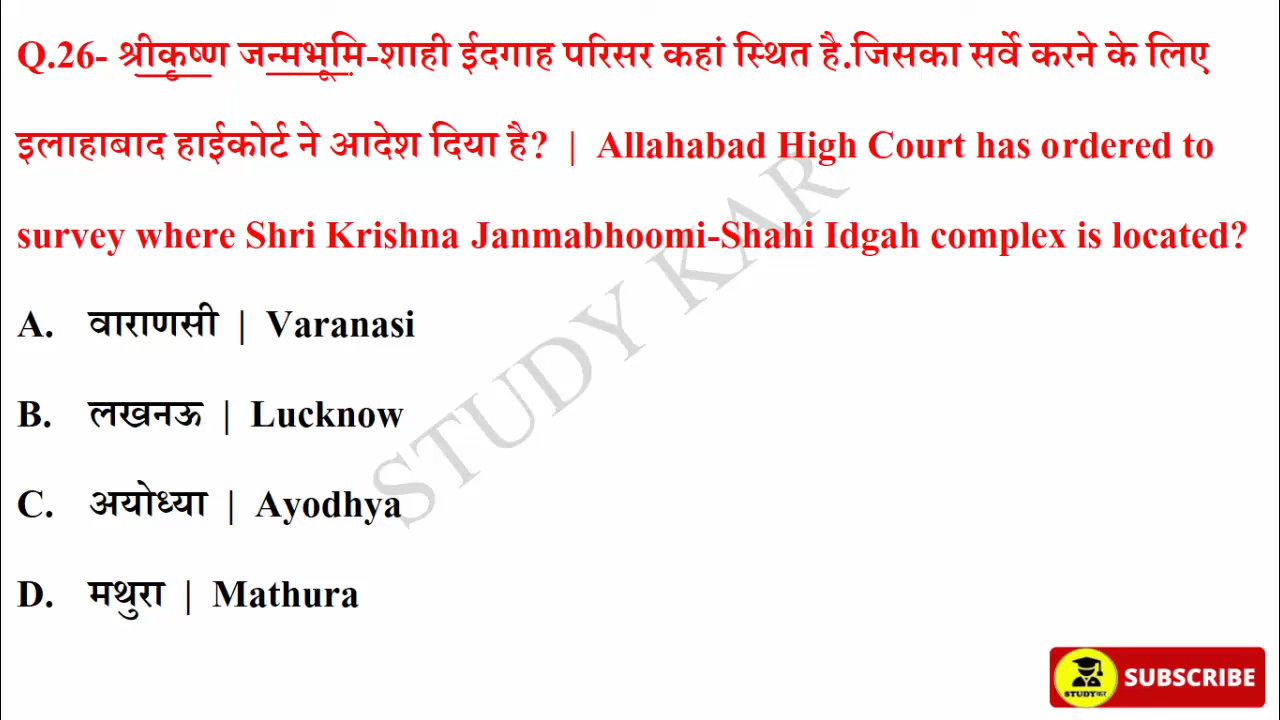 Q.26- श्रीकृष्ण जन्मभूमि-शाही ईदगाह परिसर कहां स्थित है.जिसका सर्वे करने के लिए
इलाहाबाद हाईकोर्ट ने आदेश दिया है? | Allahabad High Court has ordered to
survey where Shri Krishna Janmabhoomi-Shahi Idgah complex is located?
A. वाराणसी | Varanasi
B. लखनऊ | Lucknow
C. अयोध्या | Ayodhya
D. मथुरा | Mathura
STUDY KAR
STUDYकर
SUBSCRIBE